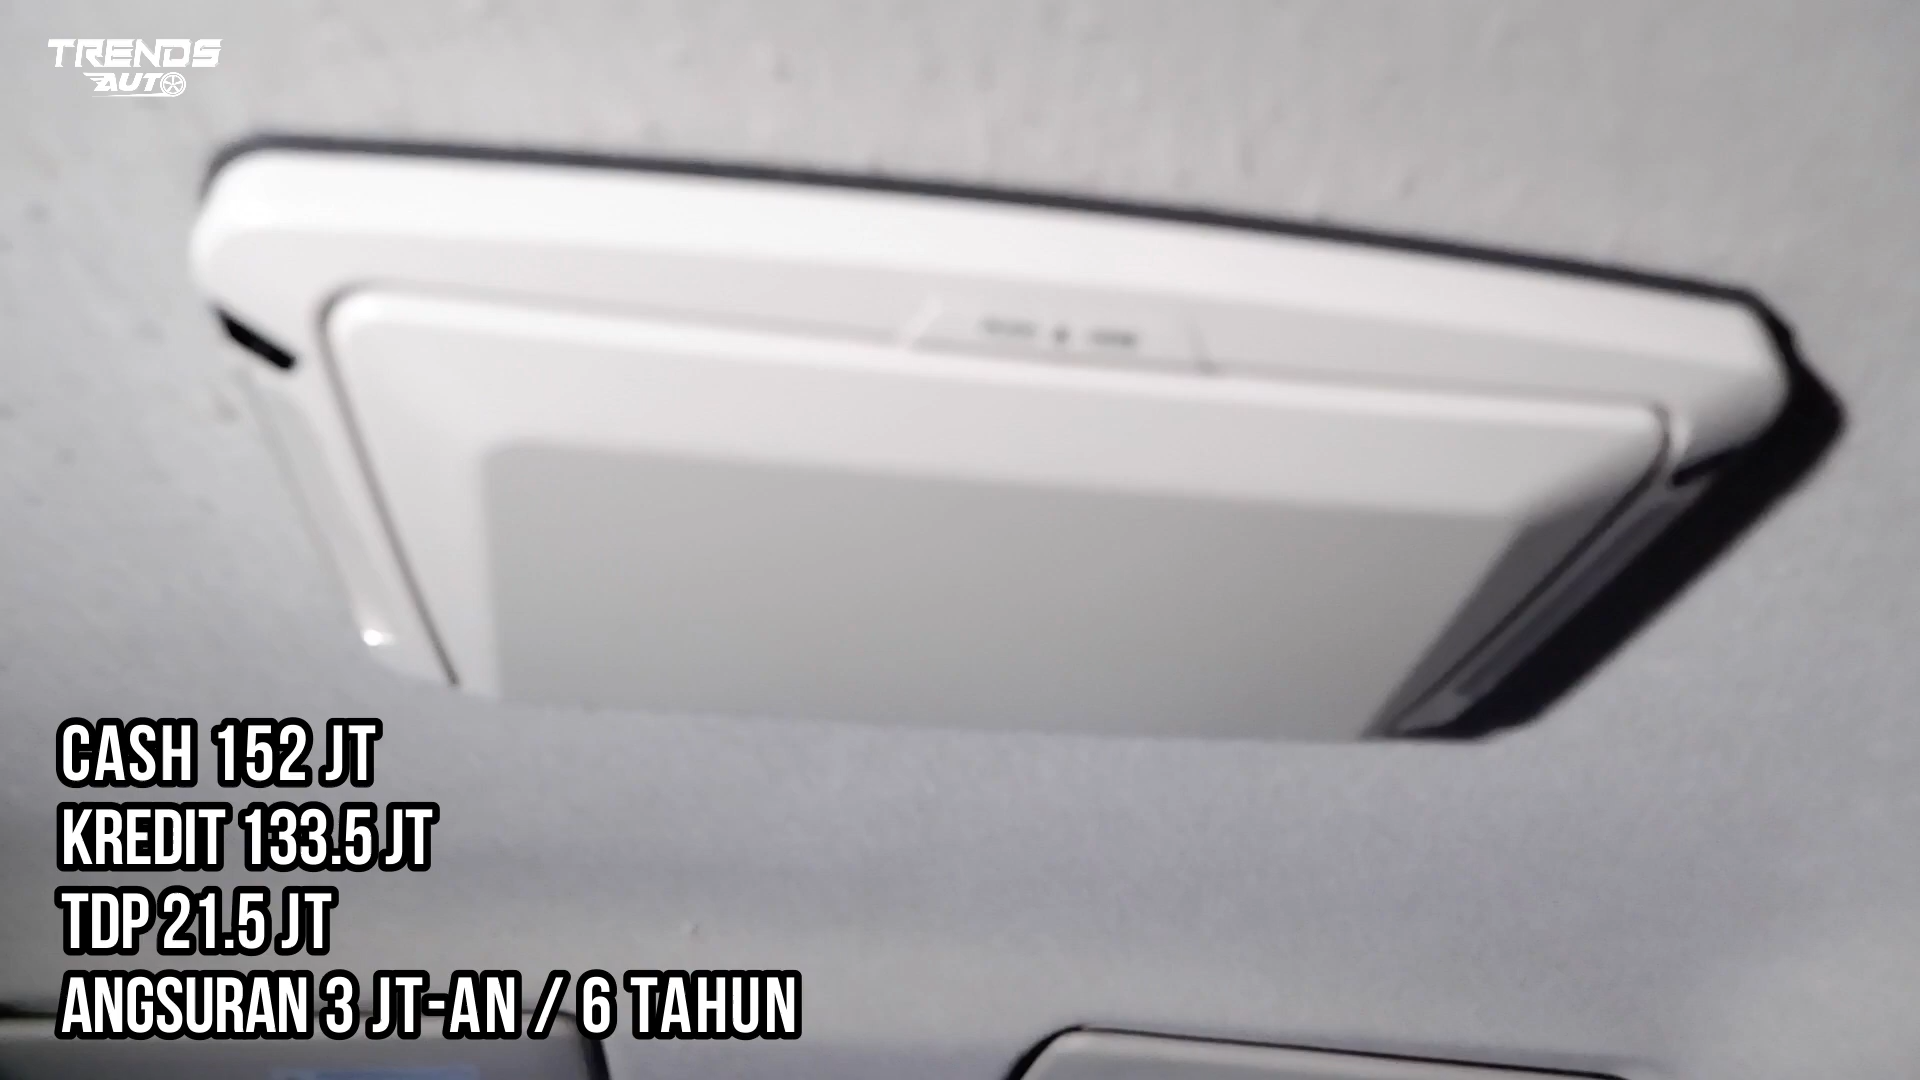 TRENDS
AUTO
CASH 152 JT
KREDIT 133.5 JT
TDP 21.5 JT
ANGSURAN 3 JT-AN / 6 TAHUN